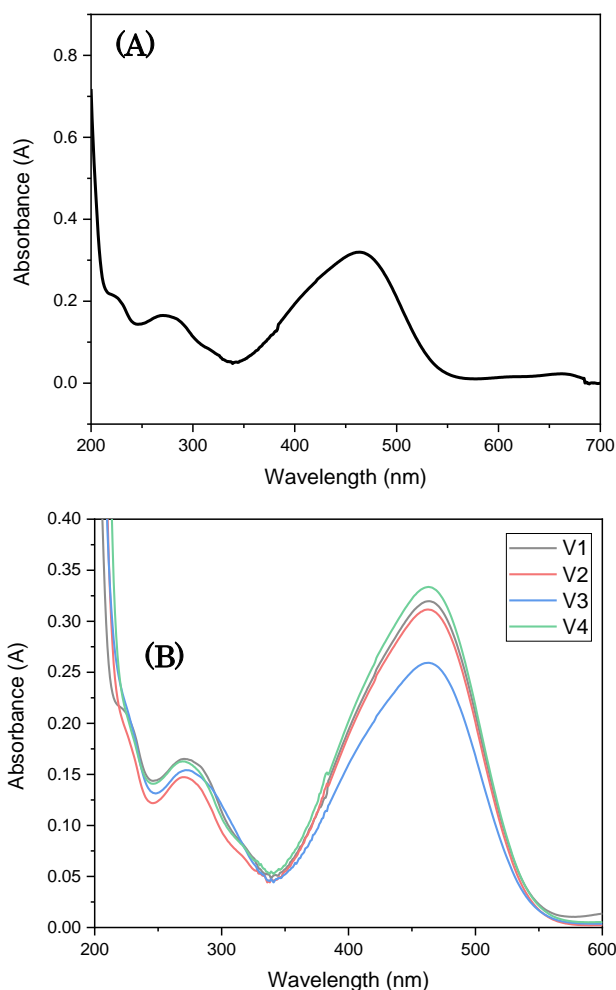 (A)
0.8
0.6
0.4
0.2
0.0
Absorbance (A)
200 300 400 500 600 700
Wavelength (nm)
(B)
0.40
0.35
0.30
0.25
0.20
0.15
0.10
0.05
0.00
Absorbance (A)
V1
V2
V3
V4
200 300 400 500 600
Wavelength (nm)